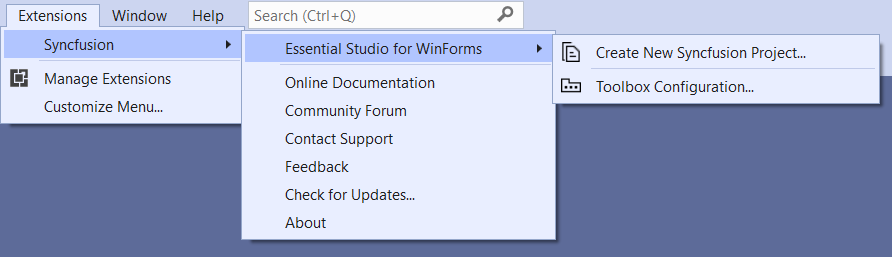 Extensions Window Help Search (Ctrl+Q)
Syncfusion
Manage Extensions
Customize Menu...
Essential Studio for WinForms
Online Documentation
Community Forum
Contact Support
Feedback
Check for Updates...
About
Create New Syncfusion Project...
Toolbox Configuration...